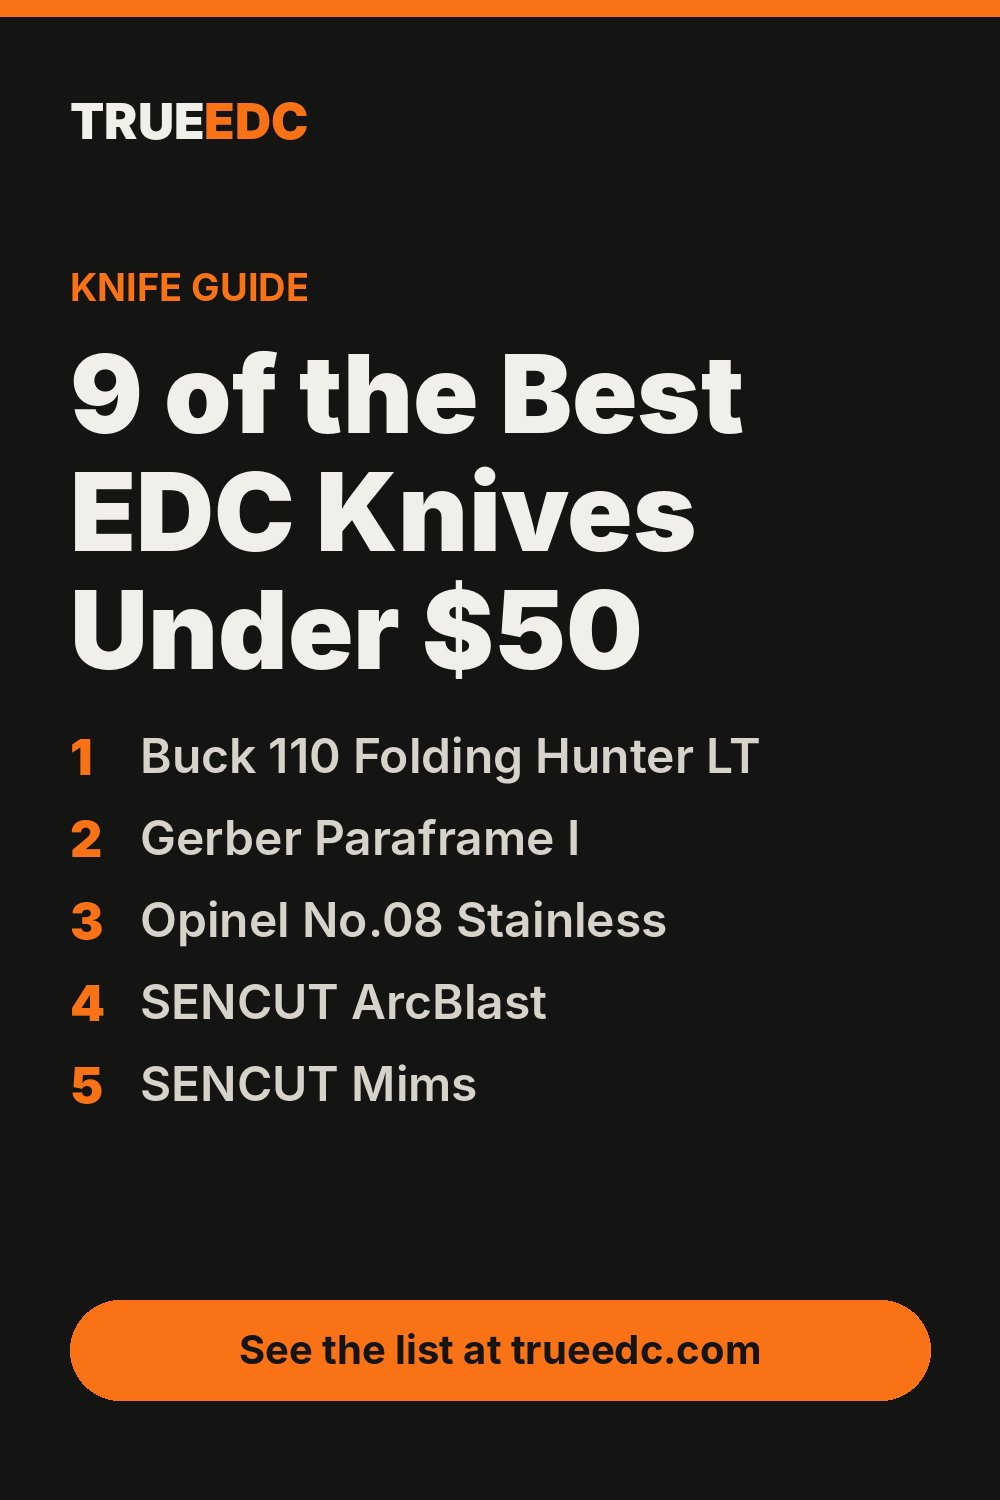 TRUEEDC
KNIFE GUIDE
9 of the Best
EDC Knives
Under $50
1 Buck 110 Folding Hunter LT
2 Gerber Paraframe I
3 Opinel No.08 Stainless
4 SENCUT ArcBlast
5 SENCUT Mims
See the list at trueedc.com